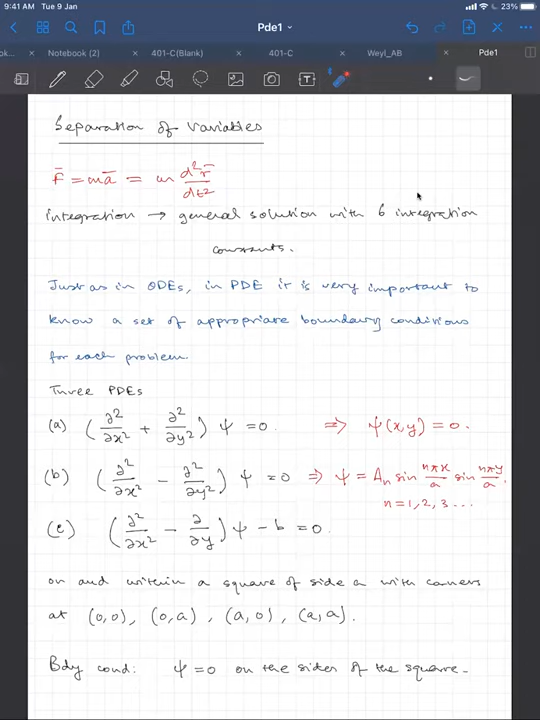 9:41 AM Tue 9 Jan
23%
Pde1
ok...
Notebook (2)
401-C(Blank)
401-C
Weyl_AB
Pde1
Separation of Variables
F̄ = mā = m d²r̄/dt²
integration → general solution with 6 integration
constants.
Just as in ODEs, in PDE it is very important to
know a set of appropriate boundary conditions
for each problem.
Three PDEs
(a) (∂²/∂x² + ∂²/∂y²) ψ = 0. ⟹ ψ(x,y) = 0.
(b) (∂²/∂x² − ∂²/∂y²) ψ = 0 ⟹ ψ = Aₙ sin nπx/a sin nπy/a.
n = 1, 2, 3 ...
(c) (∂²/∂x² − ∂/∂y) ψ − b = 0.
on and within a square of side a with corners
at (0,0), (0,a), (a,0), (a,a).
Bdy cond: ψ = 0 on the sides of the square.